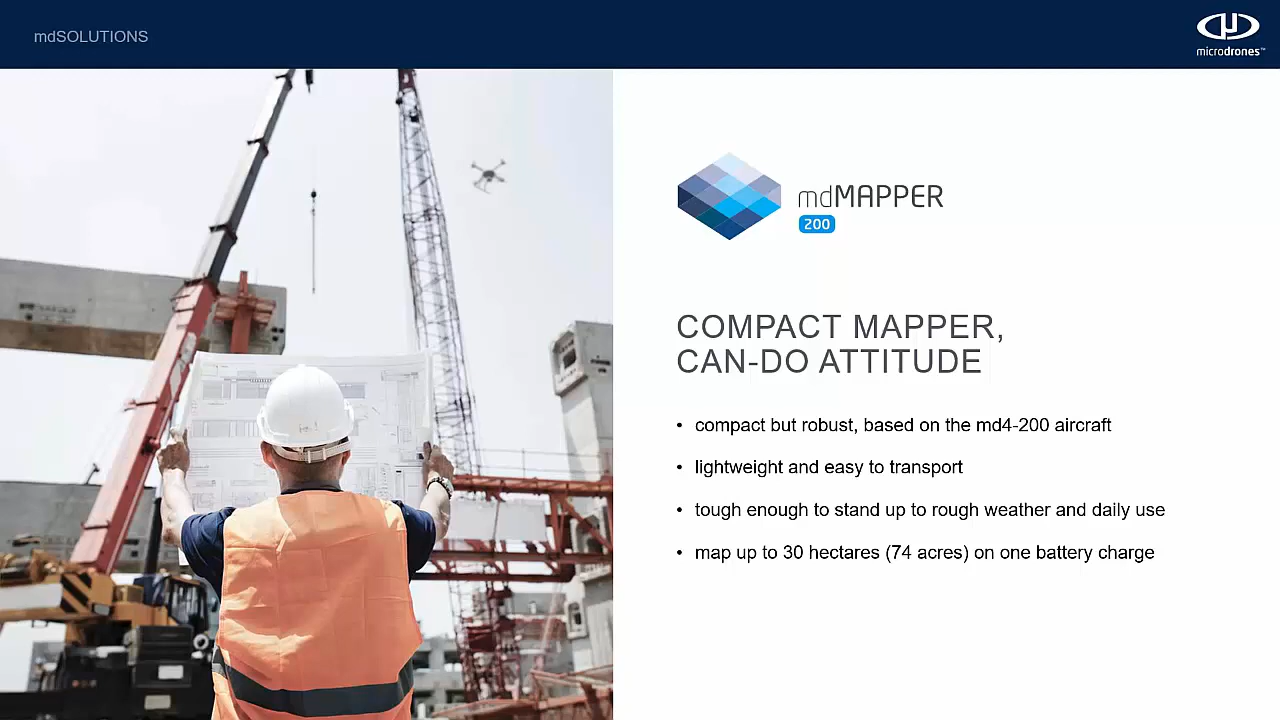 mdSOLUTIONS
microdrones™
mdMAPPER
200
COMPACT MAPPER,
CAN-DO ATTITUDE
• compact but robust, based on the md4-200 aircraft
• lightweight and easy to transport
• tough enough to stand up to rough weather and daily use
• map up to 30 hectares (74 acres) on one battery charge